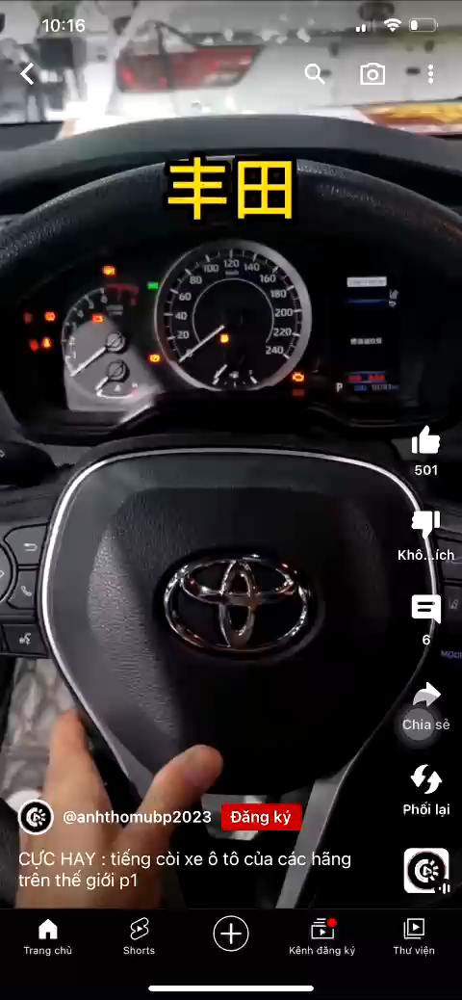 10:16
丰田
100 120 140
80 160
km/h
60 180
40 200
20 220
240
P
501
Khô...ích
6
Chia sẻ
@anhthomubp2023 Đăng ký
Phối lại
CỰC HAY : tiếng còi xe ô tô của các hãng
trên thế giới p1
Trang chủ Shorts Kênh đăng ký Thư viện